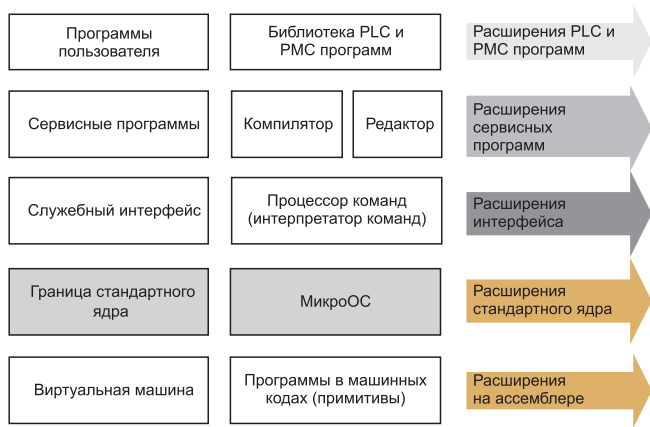 Программы
пользователя
Библиотека PLC и
PMC программ
Расширения PLC и
PMC программ
Сервисные программы
Компилятор
Редактор
Расширения
сервисных
программ
Служебный интерфейс
Процессор команд
(интерпретатор команд)
Расширения
интерфейса
Граница стандартного
ядра
МикроОС
Расширения
стандартного ядра
Виртуальная машина
Программы в машинных
кодах (примитивы)
Расширения
на ассемблере